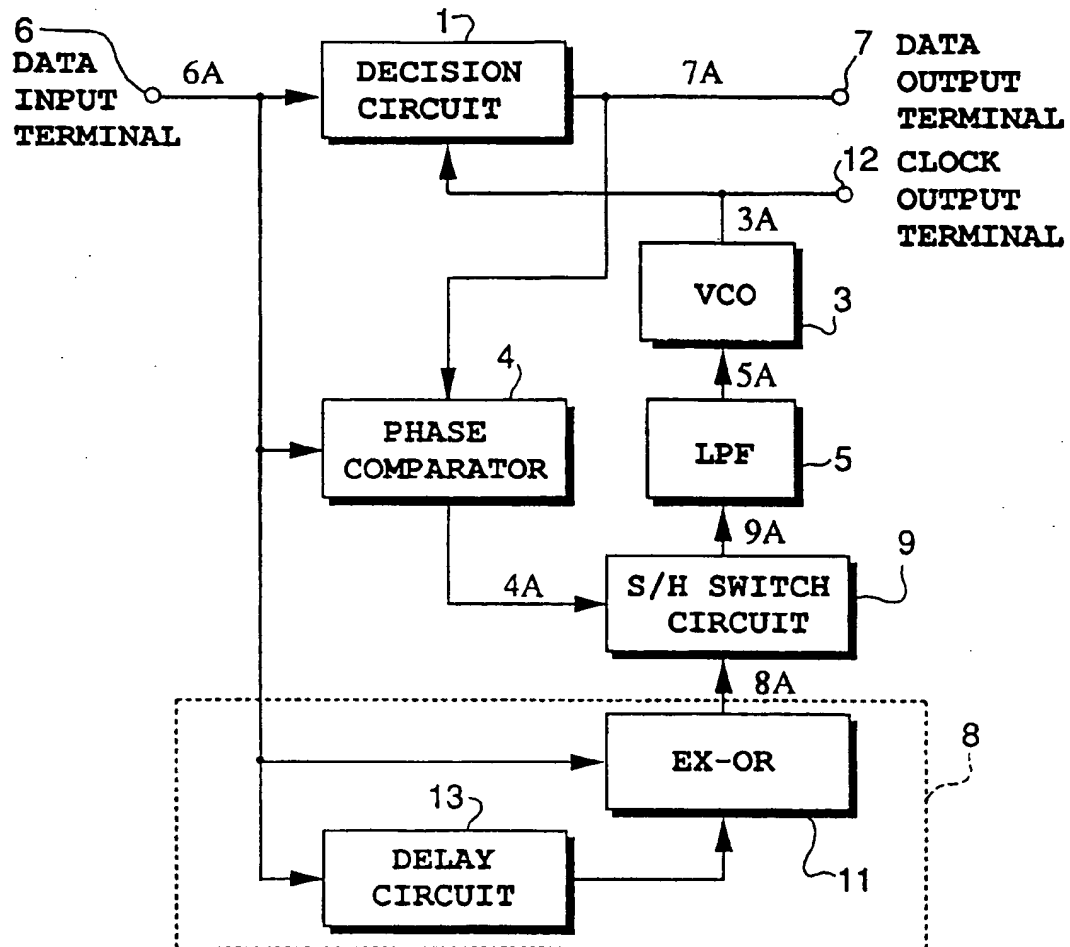 6
DATA
INPUT
TERMINAL
6A
1
DECISION
CIRCUIT
7A
7
DATA
OUTPUT
TERMINAL
12
CLOCK
OUTPUT
TERMINAL
3A
VCO
3
5A
4
PHASE
COMPARATOR
LPF
5
9A
4A
S/H SWITCH
CIRCUIT
9
8A
EX-OR
8
11
13
DELAY
CIRCUIT